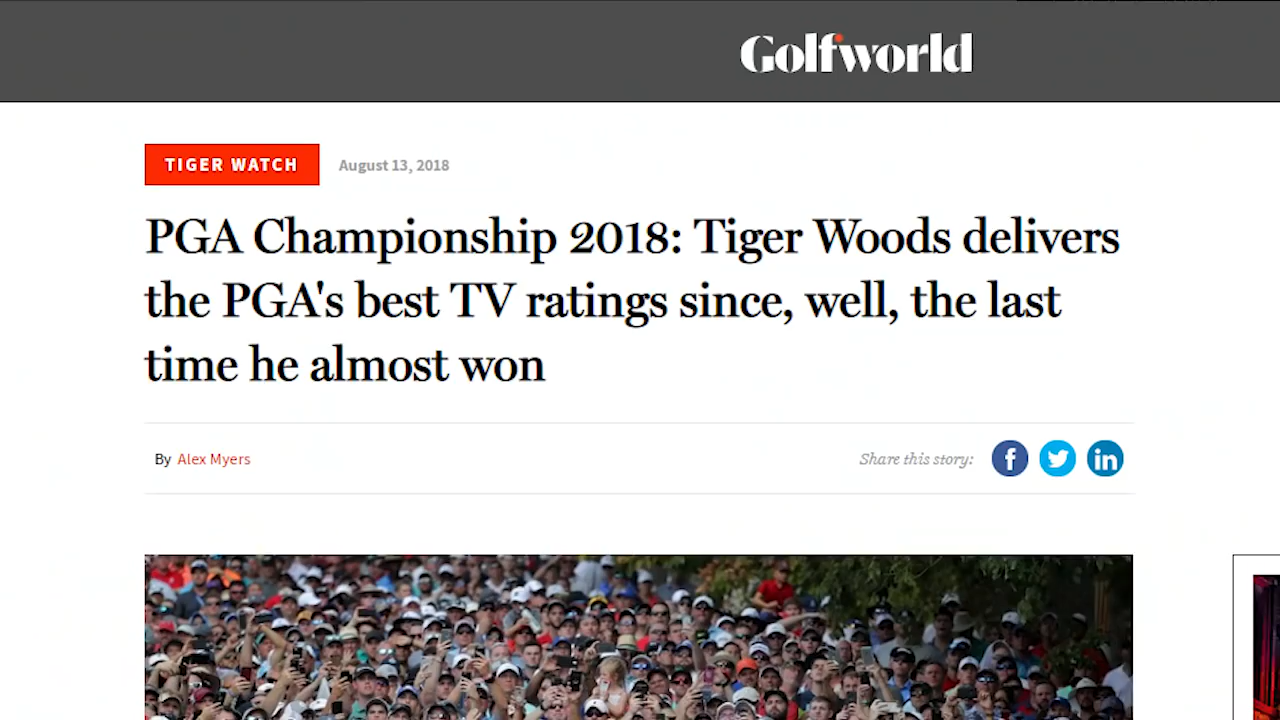 Golfworld
TIGER WATCH August 13, 2018
PGA Championship 2018: Tiger Woods delivers
the PGA's best TV ratings since, well, the last
time he almost won
By Alex Myers Share this story: f in